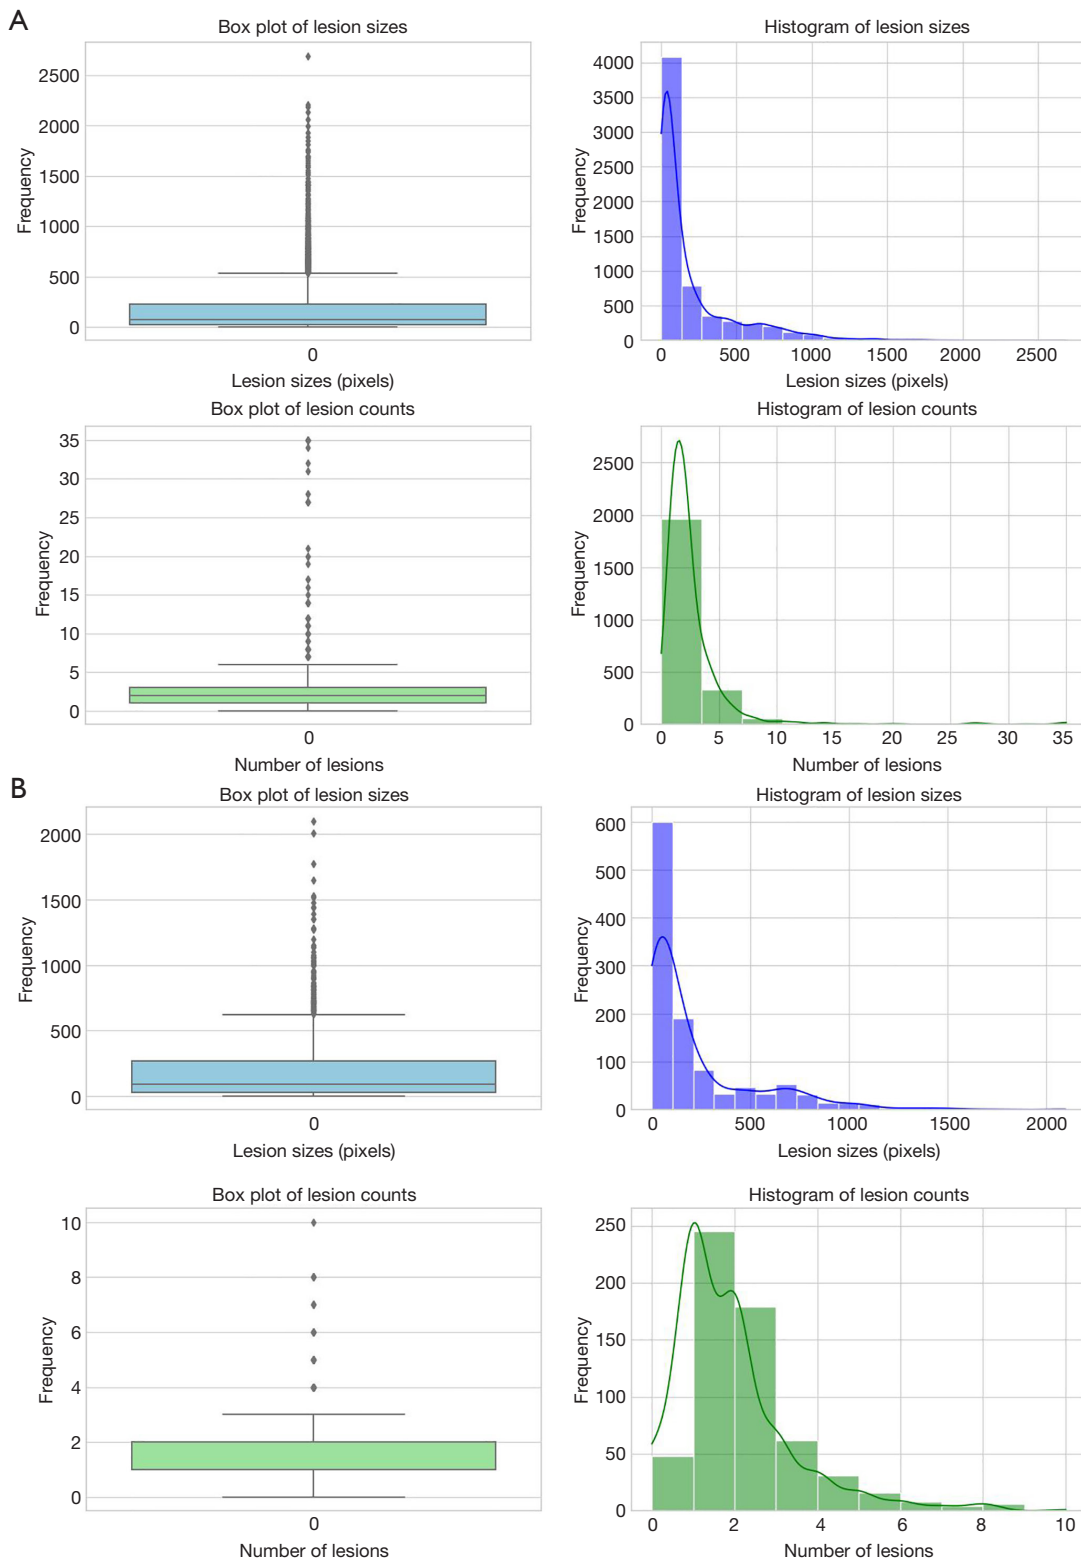 A
Box plot of lesion sizes
Frequency
2500
2000
1500
1000
500
0
0
Lesion sizes (pixels)
Histogram of lesion sizes
4000
3500
3000
2500
2000
1500
1000
500
0
0 500 1000 1500 2000 2500
Lesion sizes (pixels)
Box plot of lesion counts
Frequency
35
30
25
20
15
10
5
0
0
Number of lesions
Histogram of lesion counts
Frequency
2500
2000
1500
1000
500
0
0 5 10 15 20 25 30 35
Number of lesions
B
Box plot of lesion sizes
Frequency
2000
1500
1000
500
0
0
Lesion sizes (pixels)
Histogram of lesion sizes
Frequency
600
500
400
300
200
100
0
0 500 1000 1500 2000
Lesion sizes (pixels)
Box plot of lesion counts
Frequency
10
8
6
4
2
0
0
Number of lesions
Histogram of lesion counts
Frequency
250
200
150
100
50
0
0 2 4 6 8 10
Number of lesions